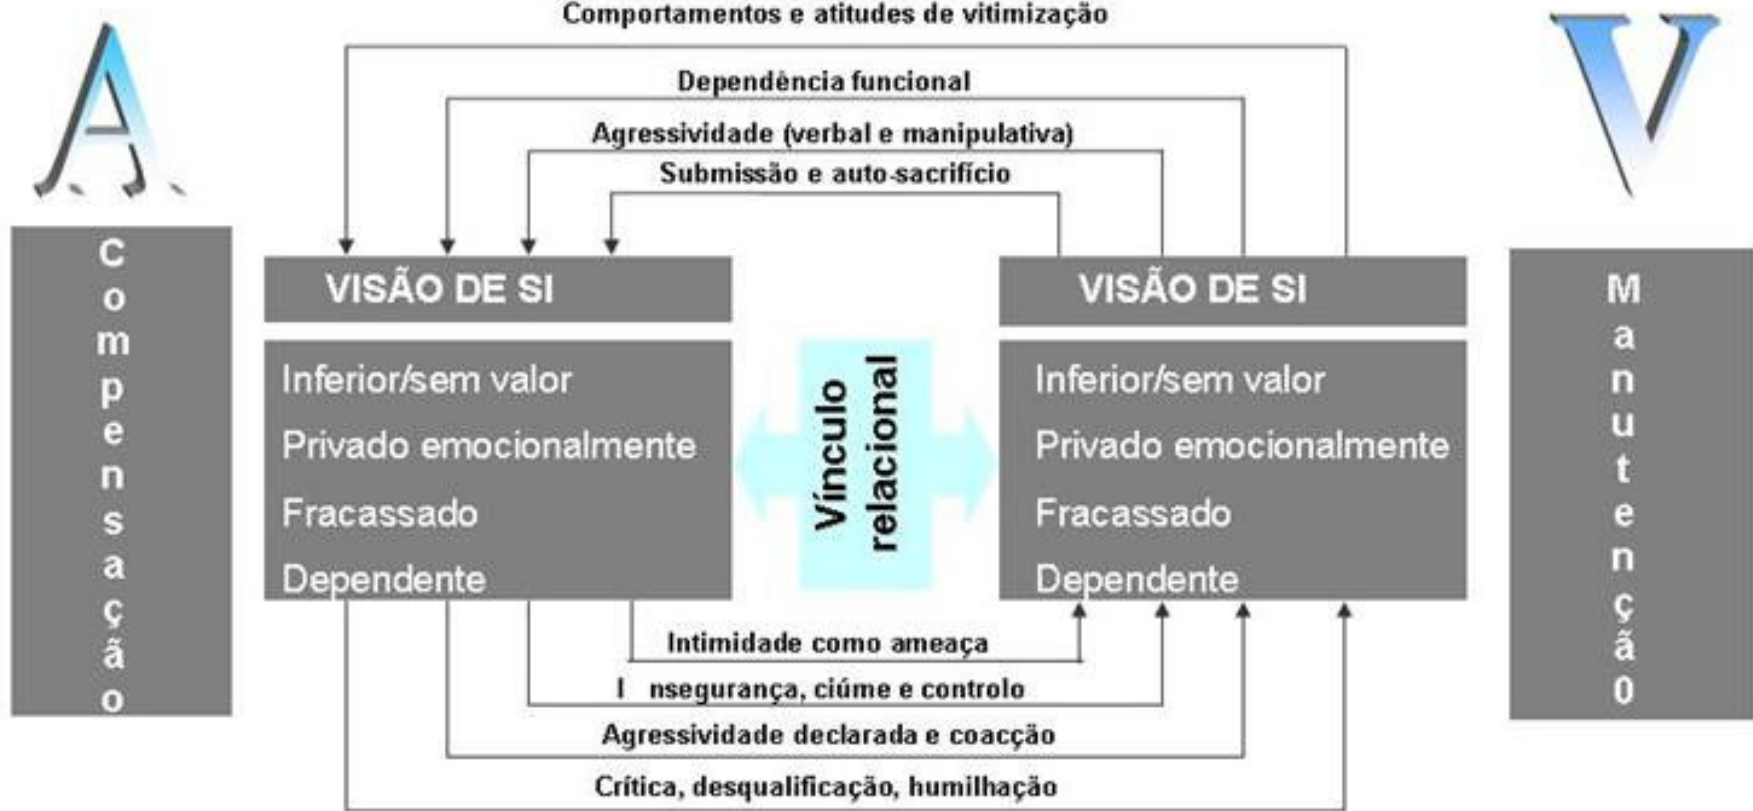 Comportamentos e atitudes de vitimização
Dependência funcional
Agressividade (verbal e manipulativa)
Submissão e auto-sacrifício
A
V
Compensação
VISÃO DE SI
Inferior/sem valor
Privado emocionalmente
Fracassado
Dependente
Vínculo
relacional
VISÃO DE SI
Inferior/sem valor
Privado emocionalmente
Fracassado
Dependente
Manutençã0
Intimidade como ameaça
I nsegurança, ciúme e controlo
Agressividade declarada e coacção
Crítica, desqualificação, humilhação